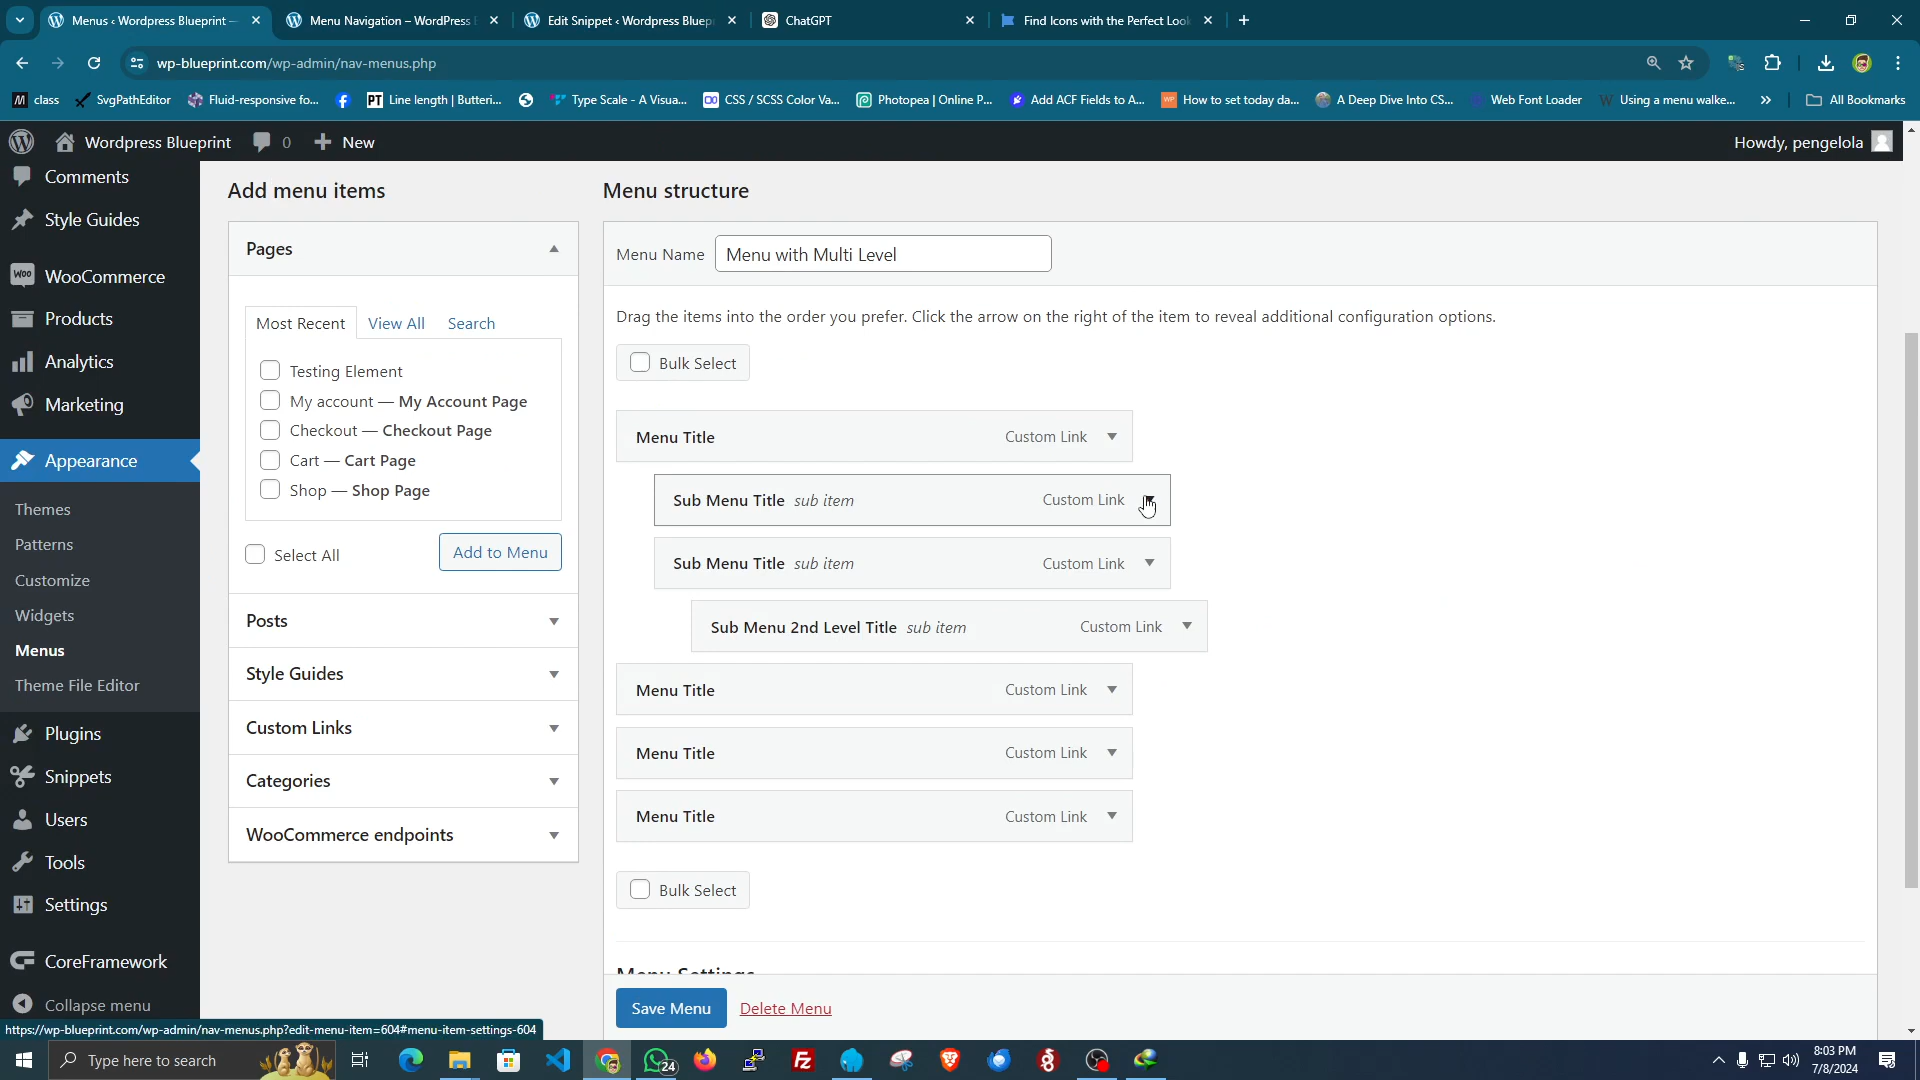 Menus ‹ Wordpress Blueprint —
Menu Navigation – WordPress B
Edit Snippet ‹ Wordpress Bluep
ChatGPT
Find Icons with the Perfect Look
wp-blueprint.com/wp-admin/nav-menus.php
class
SvgPathEditor
Fluid-responsive fo...
Line length | Butteri...
Type Scale - A Visua...
CSS / SCSS Color Va...
Photopea | Online P...
Add ACF Fields to A...
How to set today da...
A Deep Dive Into CS...
Web Font Loader
Using a menu walke...
All Bookmarks
Wordpress Blueprint
0
New
Howdy, pengelola
Comments
Style Guides
WooCommerce
Products
Analytics
Marketing
Appearance
Themes
Patterns
Customize
Widgets
Menus
Theme File Editor
Plugins
Snippets
Users
Tools
Settings
CoreFramework
Collapse menu
Add menu items
Pages
Most Recent
View All
Search
Testing Element
My account — My Account Page
Checkout — Checkout Page
Cart — Cart Page
Shop — Shop Page
Select All
Add to Menu
Posts
Style Guides
Custom Links
Categories
WooCommerce endpoints
Menu structure
Menu Name
Menu with Multi Level
Drag the items into the order you prefer. Click the arrow on the right of the item to reveal additional configuration options.
Bulk Select
Menu Title Custom Link
Sub Menu Title sub item Custom Link
Sub Menu Title sub item Custom Link
Sub Menu 2nd Level Title sub item Custom Link
Menu Title Custom Link
Menu Title Custom Link
Menu Title Custom Link
Bulk Select
Menu Settings
Save Menu
Delete Menu
https://wp-blueprint.com/wp-admin/nav-menus.php?edit-menu-item=604#menu-item-settings-604
Type here to search
24
8:03 PM
7/8/2024